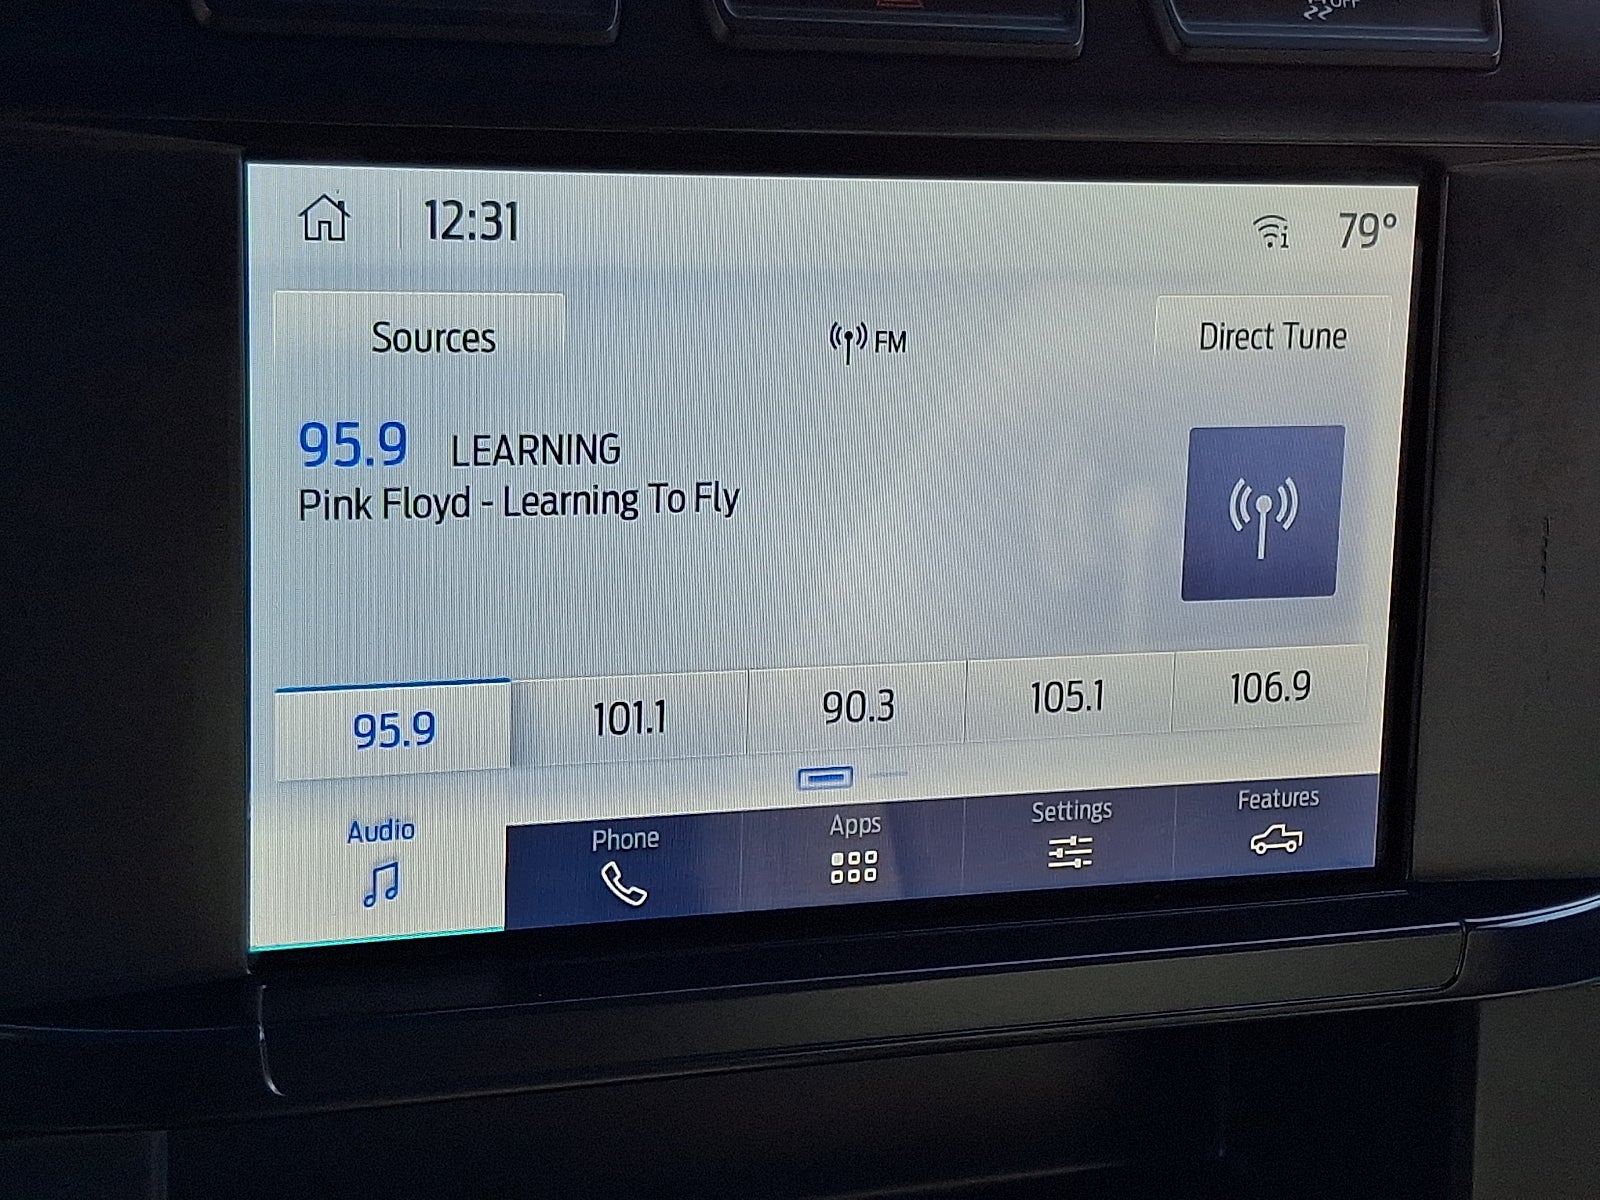 OFF
12:31 79°
Sources FM Direct Tune
95.9 LEARNING
Pink Floyd - Learning To Fly
95.9 101.1 90.3 105.1 106.9
Audio Phone Apps Settings Features